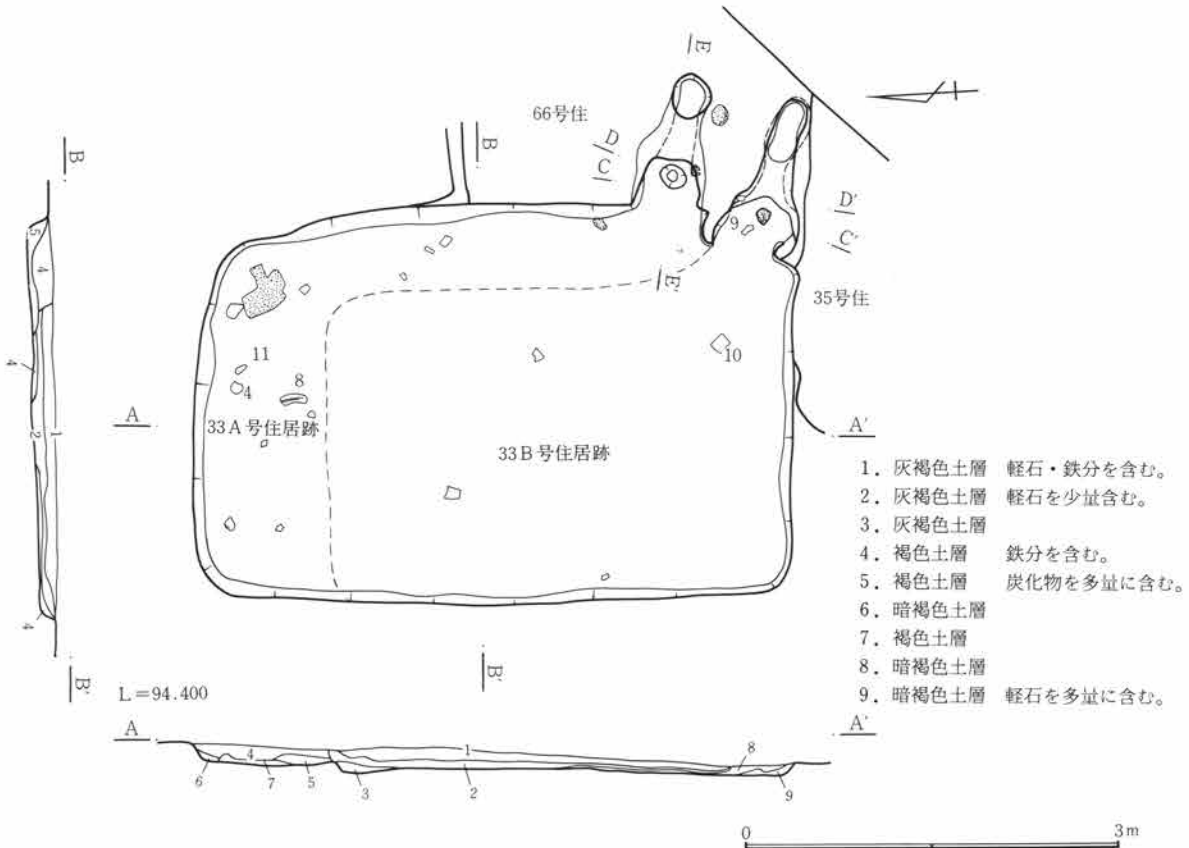 E
66号住
B
B
D
C
D'
C'
9
E'
35号住
5
4
4
2
1
4
11
4
8
10
A
33A号住居跡
33B号住居跡
A'
1. 灰褐色土層 軽石・鉄分を含む。
2. 灰褐色土層 軽石を少量含む。
3. 灰褐色土層
4. 褐色土層 鉄分を含む。
5. 褐色土層 炭化物を多量に含む。
6. 暗褐色土層
7. 褐色土層
8. 暗褐色土層
9. 暗褐色土層 軽石を多量に含む。
B'
B'
L=94.400
A
A'
4
1
8
6
7
5
3
2
9
0
3m